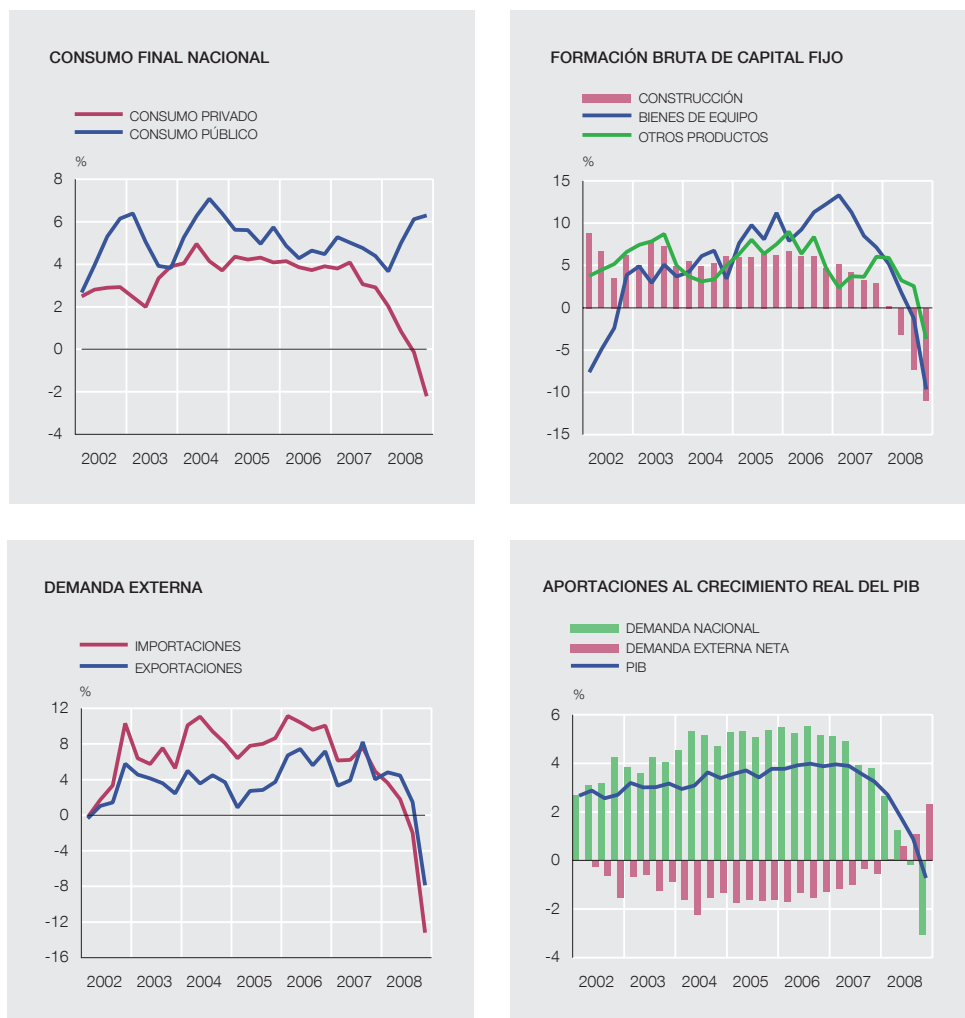 CONSUMO FINAL NACIONAL
CONSUMO PRIVADO
CONSUMO PÚBLICO
%
8
6
4
2
0
-2
-4
2002 2003 2004 2005 2006 2007 2008
FORMACIÓN BRUTA DE CAPITAL FIJO
CONSTRUCCIÓN
BIENES DE EQUIPO
OTROS PRODUCTOS
%
15
10
5
0
-5
-10
-15
2002 2003 2004 2005 2006 2007 2008
DEMANDA EXTERNA
IMPORTACIONES
EXPORTACIONES
%
12
8
4
0
-4
-8
-12
-16
2002 2003 2004 2005 2006 2007 2008
APORTACIONES AL CRECIMIENTO REAL DEL PIB
DEMANDA NACIONAL
DEMANDA EXTERNA NETA
PIB
%
6
4
2
0
-2
-4
2002 2003 2004 2005 2006 2007 2008